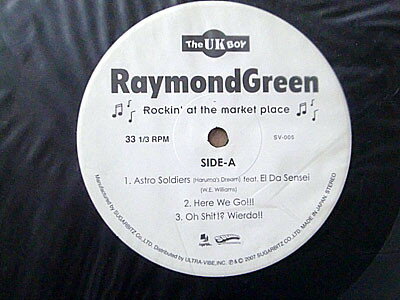 The UK BOY
RaymondGreen
Rockin' at the market place
33 1/3 RPM
SV-005
SIDE-A
1. Astro Soldiers (Haruma's Dream) feat. El Da Sensei
(W.E. Williams)
2. Here We Go!!!
3. Oh Shit!? Wierdo!!
Manufactured by SUGARBITZ CO.,LTD. Distributed by ULTRA-VIBE, INC. ℗ & © 2007 SUGARBITZ CO.,LTD. MADE IN JAPAN STEREO